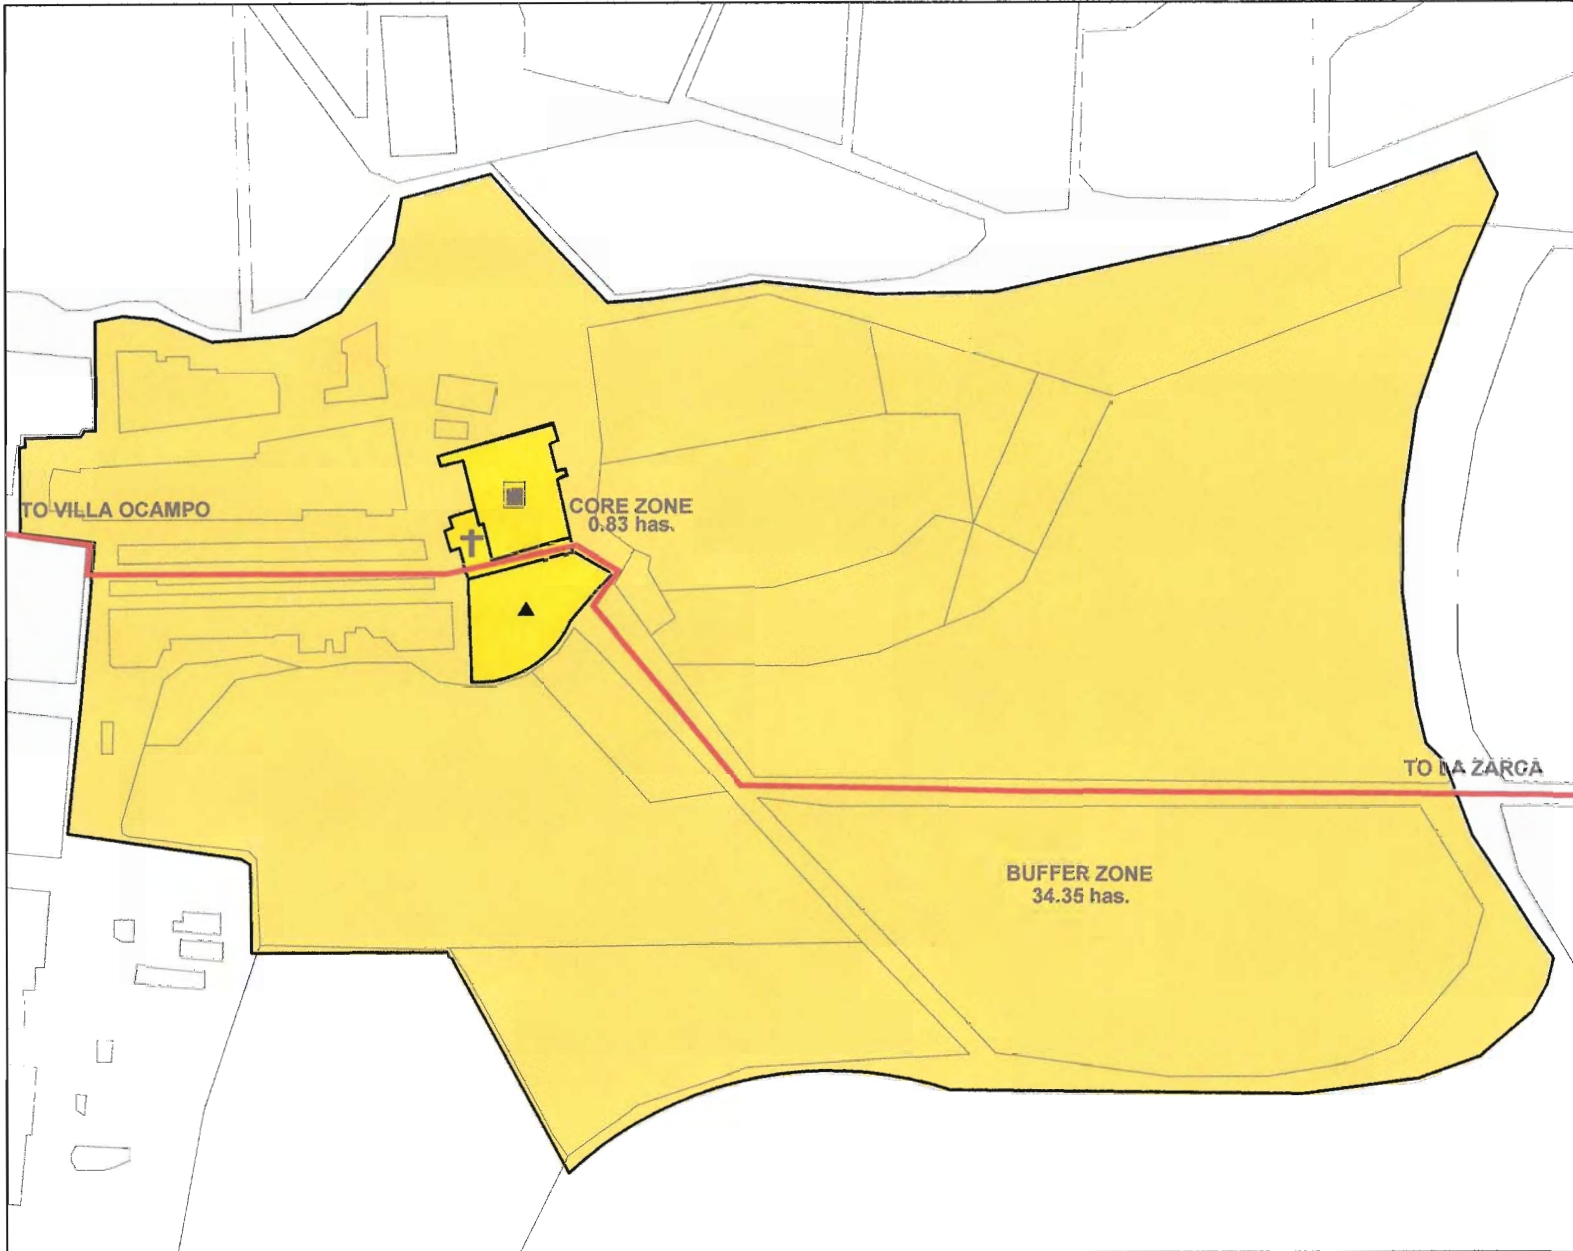 TO VILLA OCAMPO
CORE ZONE
0.83 has.
TO LA ZARCA
BUFFER ZONE
34.35 has.